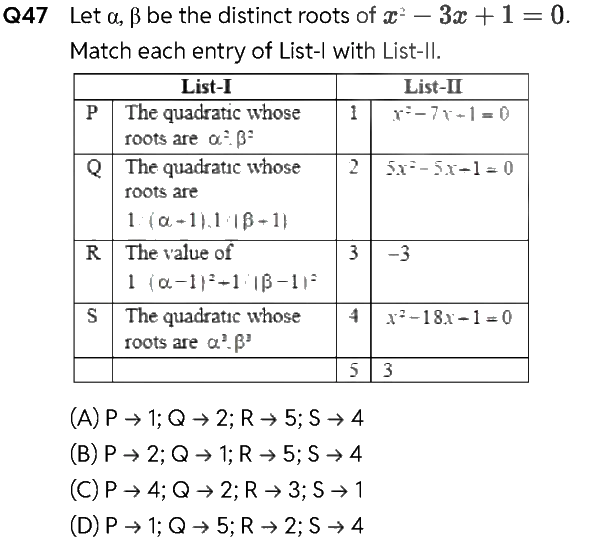 Q47 Let α, β be the distinct roots of x² − 3x + 1 = 0.
Match each entry of List-I with List-II.
List-I List-II
P The quadratic whose 1 x²−7x−1 = 0
roots are α².β²
Q The quadratic whose 2 5x²−5x−1 = 0
roots are
1 (α−1).1 (β−1)
R The value of 3 −3
1 (α−1)²−1 (β−1)²
S The quadratic whose 4 x²−18x−1 = 0
roots are α³.β³
5 3
(A) P → 1; Q → 2; R → 5; S → 4
(B) P → 2; Q → 1; R → 5; S → 4
(C) P → 4; Q → 2; R → 3; S → 1
(D) P → 1; Q → 5; R → 2; S → 4